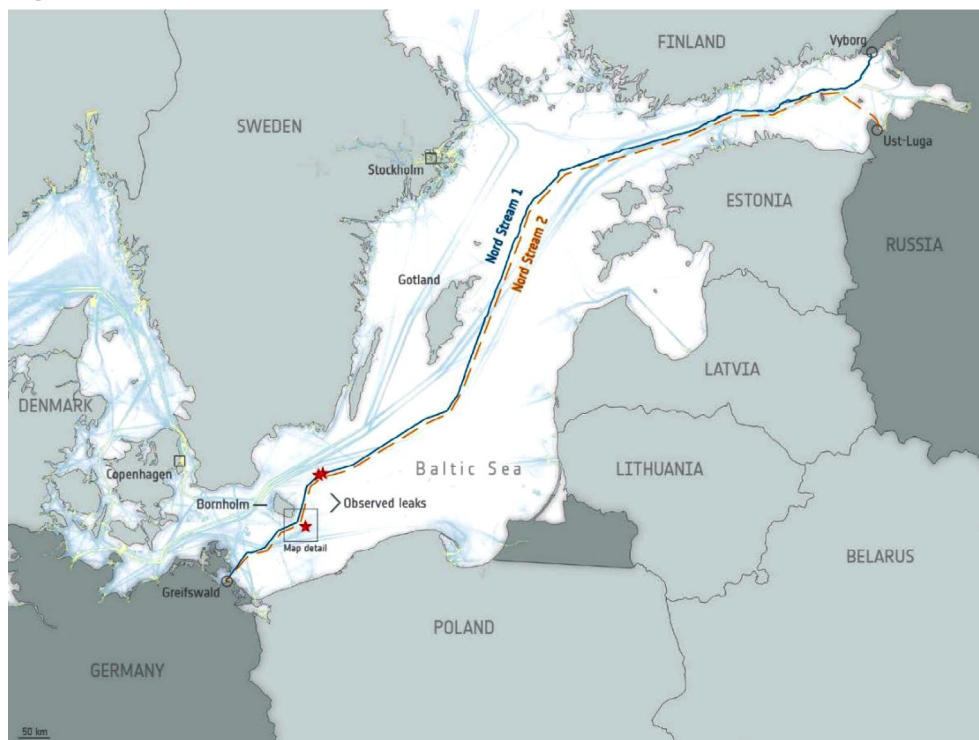 FINLAND
Vyborg
SWEDEN
Stockholm
Ust-Luga
ESTONIA
Nord Stream 1
Nord Stream 2
RUSSIA
Gotland
LATVIA
DENMARK
Copenhagen
Baltic Sea
LITHUANIA
Bornholm
Observed leaks
Map detail
BELARUS
Greifswald
POLAND
GERMANY
50 km